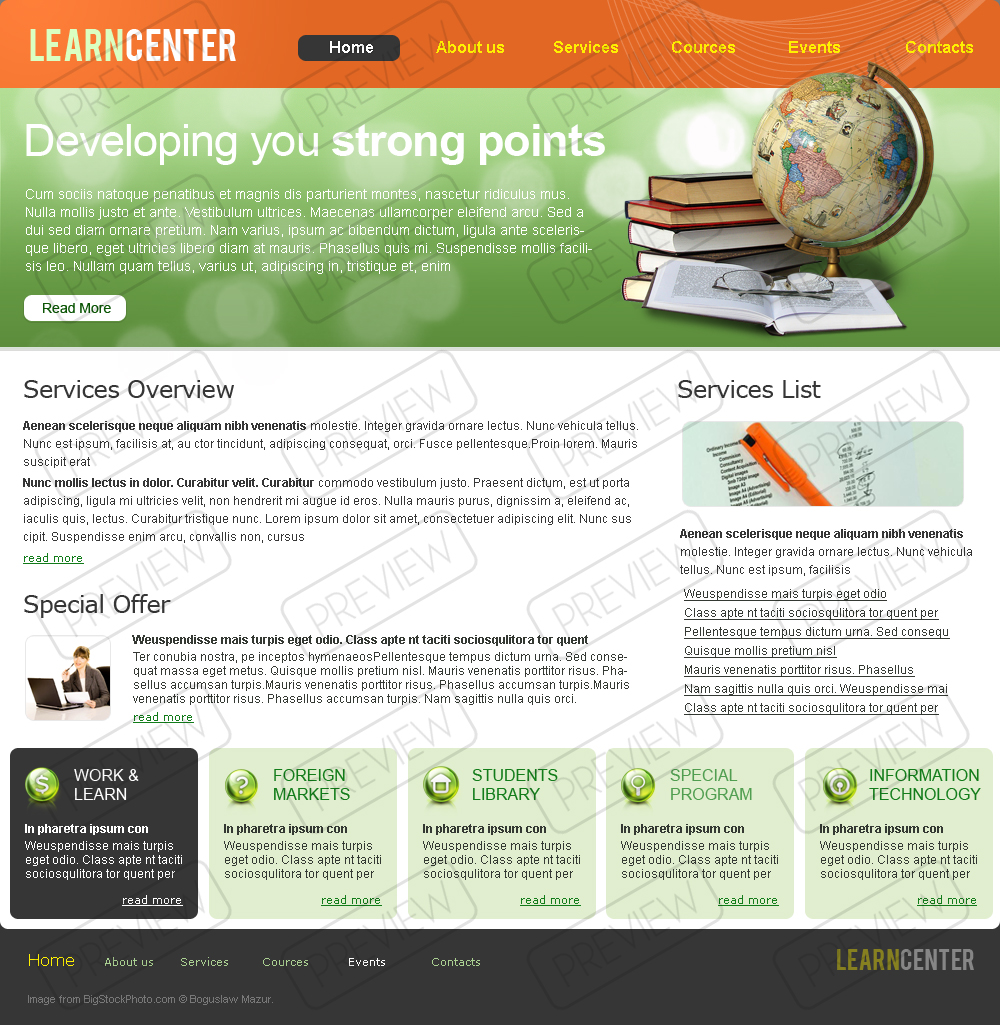 LEARNCENTER
Home About us Services Cources Events Contacts
Developing you strong points
Cum sociis natoque penatibus et magnis dis parturient montes, nascetur ridiculus mus.
Nulla mollis justo et ante. Vestibulum ultrices. Maecenas ullamcorper eleifend arcu. Sed a
dui sed diam ornare pretium. Nam varius, ipsum ac bibendum dictum, ligula ante sceleris-
que libero, eget ultricies libero diam at mauris. Phasellus quis mi. Suspendisse mollis facili-
sis leo. Nullam quam tellus, varius ut, adipiscing in, tristique et, enim
Read More
Services Overview
Aenean scelerisque neque aliquam nibh venenatis molestie. Integer gravida ornare lectus. Nunc vehicula tellus.
Nunc est ipsum, facilisis at, au ctor tincidunt, adipiscing consequat, orci. Fusce pellentesque.Proin lorem. Mauris
suscipit erat
Nunc mollis lectus in dolor. Curabitur velit. Curabitur commodo vestibulum justo. Praesent dictum, est ut porta
adipiscing, ligula mi ultricies velit, non hendrerit mi augue id eros. Nulla mauris purus, dignissim a, eleifend ac,
iaculis quis, lectus. Curabitur tristique nunc. Lorem ipsum dolor sit amet, consectetuer adipiscing elit. Nunc sus
cipit. Suspendisse enim arcu, convallis non, cursus
read more
Special Offer
Weuspendisse mais turpis eget odio. Class apte nt taciti sociosqulitora tor quent
Ter conubia nostra, pe inceptos hymenaeosPellentesque tempus dictum urna. Sed conse-
quat massa eget metus. Quisque mollis pretium nisl. Mauris venenatis porttitor risus. Pha-
sellus accumsan turpis.Mauris venenatis porttitor risus. Phasellus accumsan turpis.Mauris
venenatis porttitor risus. Phasellus accumsan turpis. Nam sagittis nulla quis orci.
read more
Services List
Aenean scelerisque neque aliquam nibh venenatis
molestie. Integer gravida ornare lectus. Nunc vehicula
tellus. Nunc est ipsum, facilisis
Weuspendisse mais turpis eget odio
Class apte nt taciti sociosqulitora tor quent per
Pellentesque tempus dictum urna. Sed consequ
Quisque mollis pretium nisl
Mauris venenatis porttitor risus. Phasellus
Nam sagittis nulla quis orci. Weuspendisse mai
Class apte nt taciti sociosqulitora tor quent per
WORK &
LEARN
In pharetra ipsum con
Weuspendisse mais turpis
eget odio. Class apte nt taciti
sociosqulitora tor quent per
read more
FOREIGN
MARKETS
In pharetra ipsum con
Weuspendisse mais turpis
eget odio. Class apte nt taciti
sociosqulitora tor quent per
read more
STUDENTS
LIBRARY
In pharetra ipsum con
Weuspendisse mais turpis
eget odio. Class apte nt taciti
sociosqulitora tor quent per
read more
SPECIAL
PROGRAM
In pharetra ipsum con
Weuspendisse mais turpis
eget odio. Class apte nt taciti
sociosqulitora tor quent per
read more
INFORMATION
TECHNOLOGY
In pharetra ipsum con
Weuspendisse mais turpis
eget odio. Class apte nt taciti
sociosqulitora tor quent per
read more
Home About us Services Cources Events Contacts
LEARNCENTER
Image from BigStockPhoto.com © Boguslaw Mazur.
PREVIEW